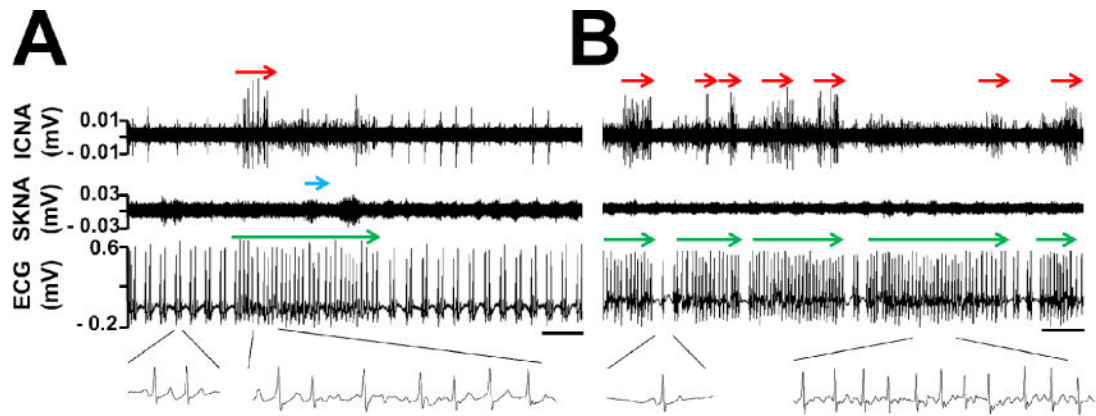 A
B
ICNA
(mV)
0.01
- 0.01
SKNA
(mV)
0.03
- 0.03
ECG
(mV)
0.6
- 0.2